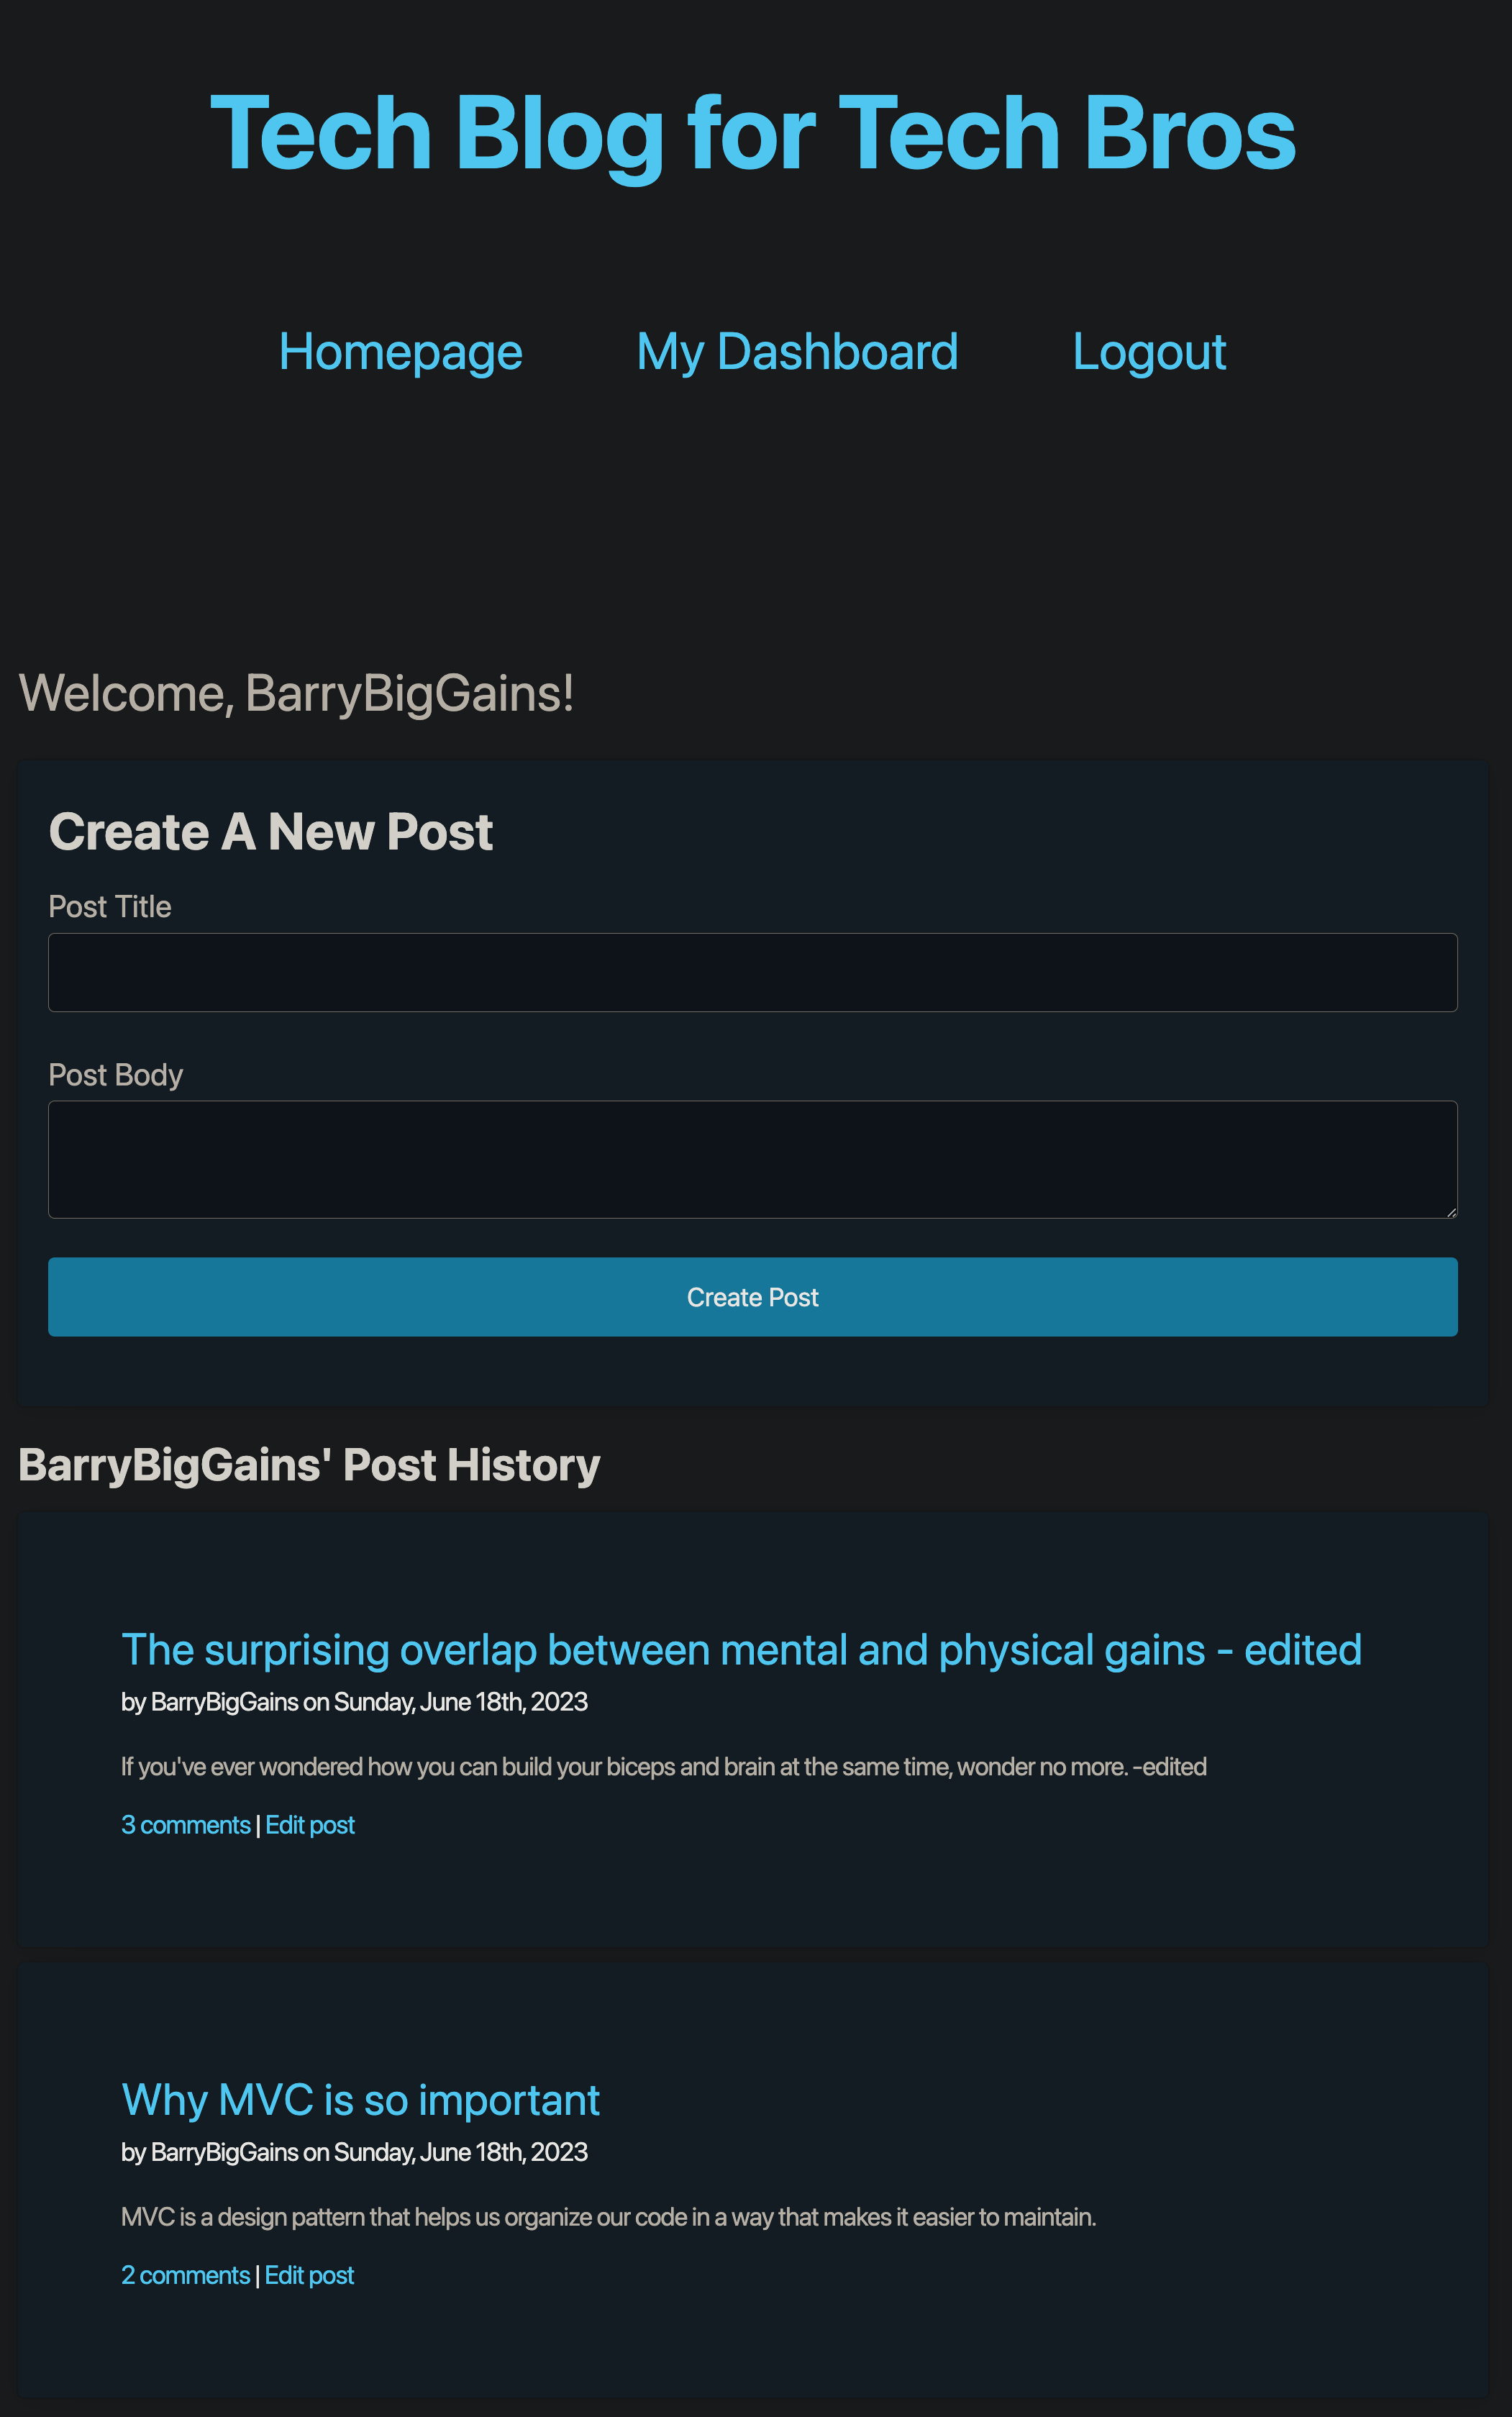 Tech Blog for Tech Bros
Homepage My Dashboard Logout
Welcome, BarryBigGains!
Create A New Post
Post Title
Post Body
Create Post
BarryBigGains' Post History
The surprising overlap between mental and physical gains - edited
by BarryBigGains on Sunday, June 18th, 2023
If you've ever wondered how you can build your biceps and brain at the same time, wonder no more. -edited
3 comments | Edit post
Why MVC is so important
by BarryBigGains on Sunday, June 18th, 2023
MVC is a design pattern that helps us organize our code in a way that makes it easier to maintain.
2 comments | Edit post